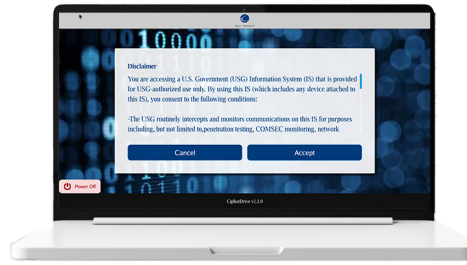 Disclaimer
You are accessing a U.S. Government (USG) Information System (IS) that is provided
for USG-authorized use only. By using this IS (which includes any device attached to
this IS), you consent to the following conditions:
-The USG routinely intercepts and monitors communications on this IS for purposes
including, but not limited to,penetration testing, COMSEC monitoring, network
Cancel Accept
Power Off
CipherDrive v1.1.0